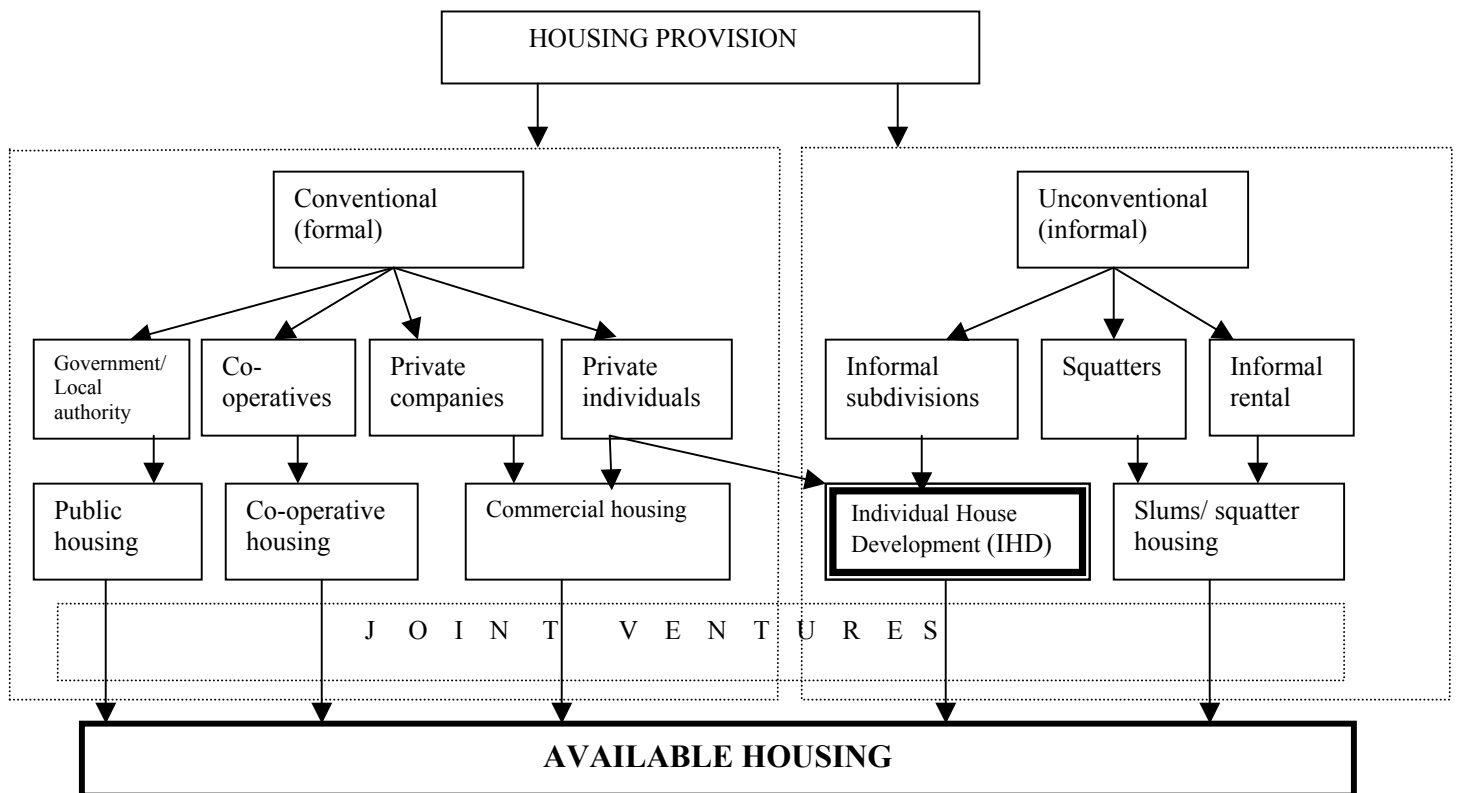 HOUSING PROVISION
Conventional
(formal)
Unconventional
(informal)
Government/
Local
authority
Co-
operatives
Private
companies
Private
individuals
Informal
subdivisions
Squatters
Informal
rental
Public
housing
Co-operative
housing
Commercial housing
Individual House
Development (IHD)
Slums/ squatter
housing
J O I N T V E N T U R E S
AVAILABLE HOUSING